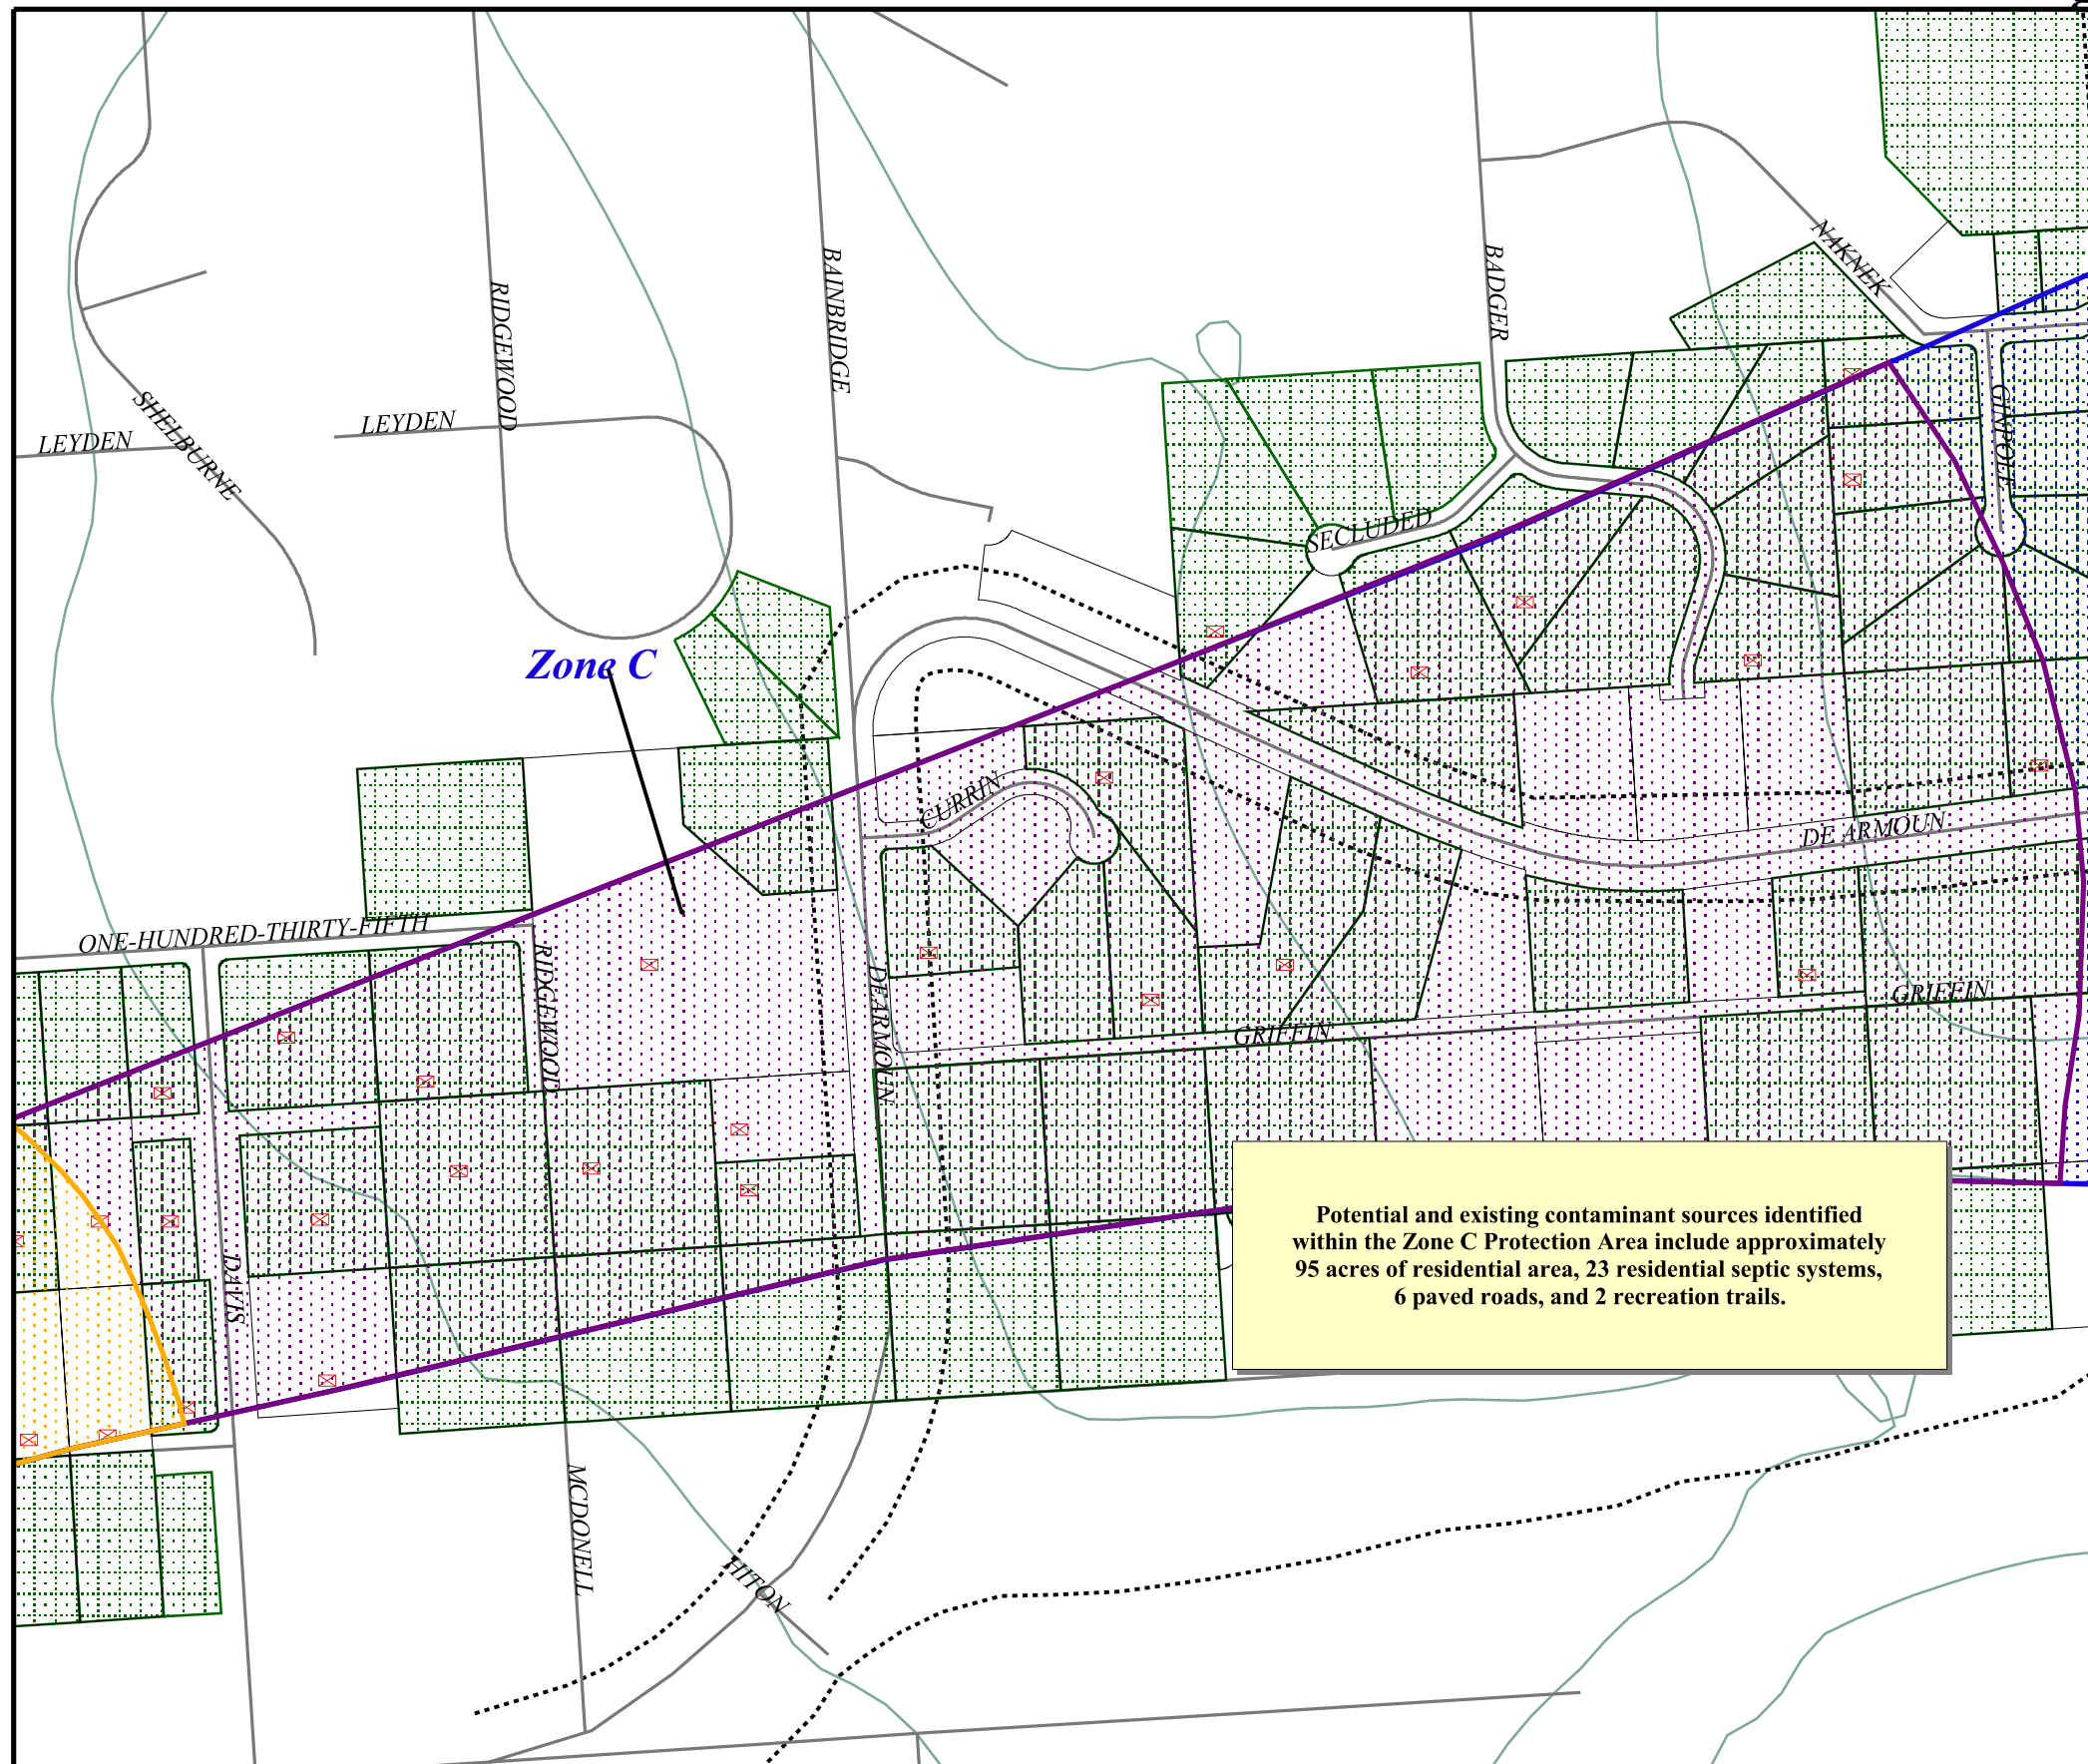 NAKNEK
BAINBRIDGE
BADGER
RIDGEWOOD
LEYDEN
LEYDEN
SHELBURNE
GIMPOLE
SECLUDED
Zone C
CURRIN
DE ARMOUN
ONE-HUNDRED-THIRTY-FIFTH
RIDGEWOOD
DEARMOUN
GRIFFIN
GRIFFIN
DAVIS
Potential and existing contaminant sources identified
within the Zone C Protection Area include approximately
95 acres of residential area, 23 residential septic systems,
6 paved roads, and 2 recreation trails.
MCDONELL
HITON